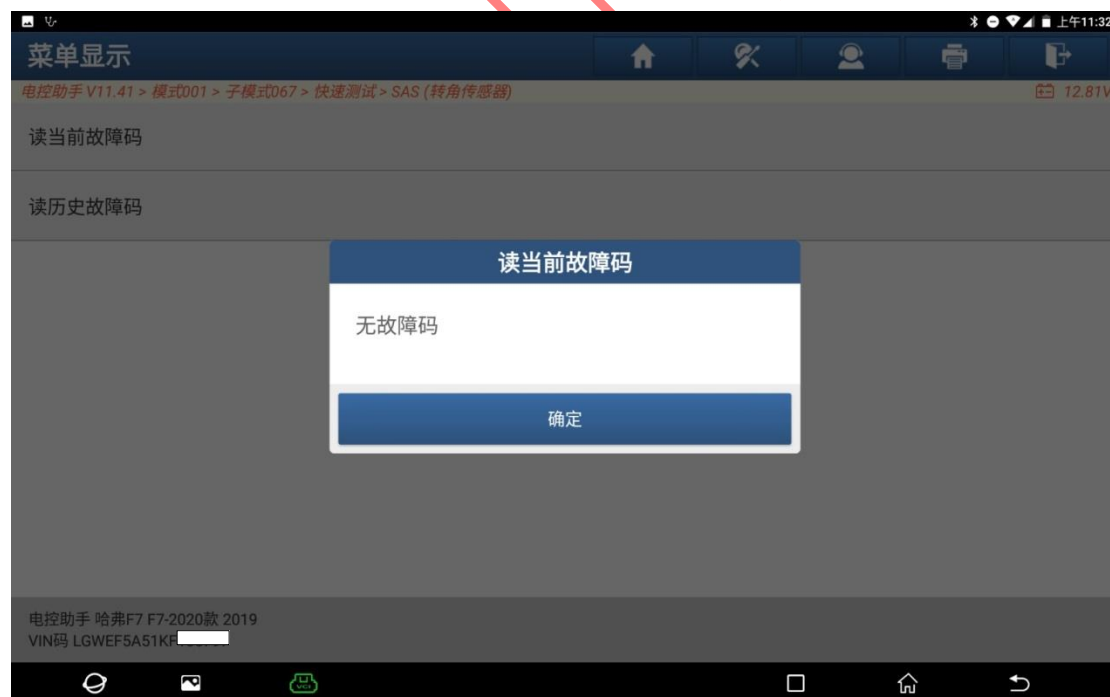 上午11:32
菜单显示
电控助手 V11.41 > 模式001 > 子模式067 > 快速测试 > SAS (转角传感器)
12.81V
读当前故障码
读历史故障码
读当前故障码
无故障码
确定
电控助手 哈弗F7 F7-2020款 2019
VIN码 LGWEF5A51KF
VCI